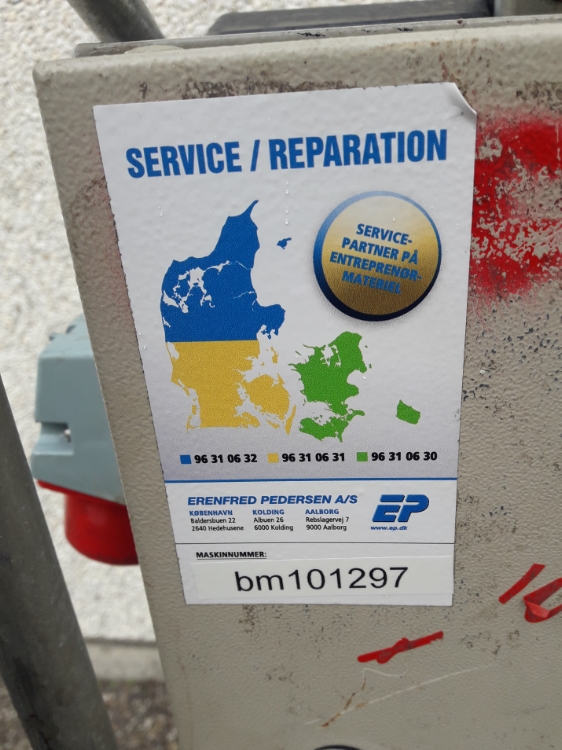 SERVICE / REPARATION
SERVICE-
PARTNER PÅ
ENTREPRENØR-
MATERIEL
96 31 06 32 96 31 06 31 96 31 06 30
ERENFRED PEDERSEN A/S
KØBENHAVN KOLDING AALBORG
Baldersbuen 22 Albuen 26 Rebslagervej 7
2640 Hedehusene 6000 Kolding 9000 Aalborg
EP
www.ep.dk
MASKINNUMMER:
bm101297